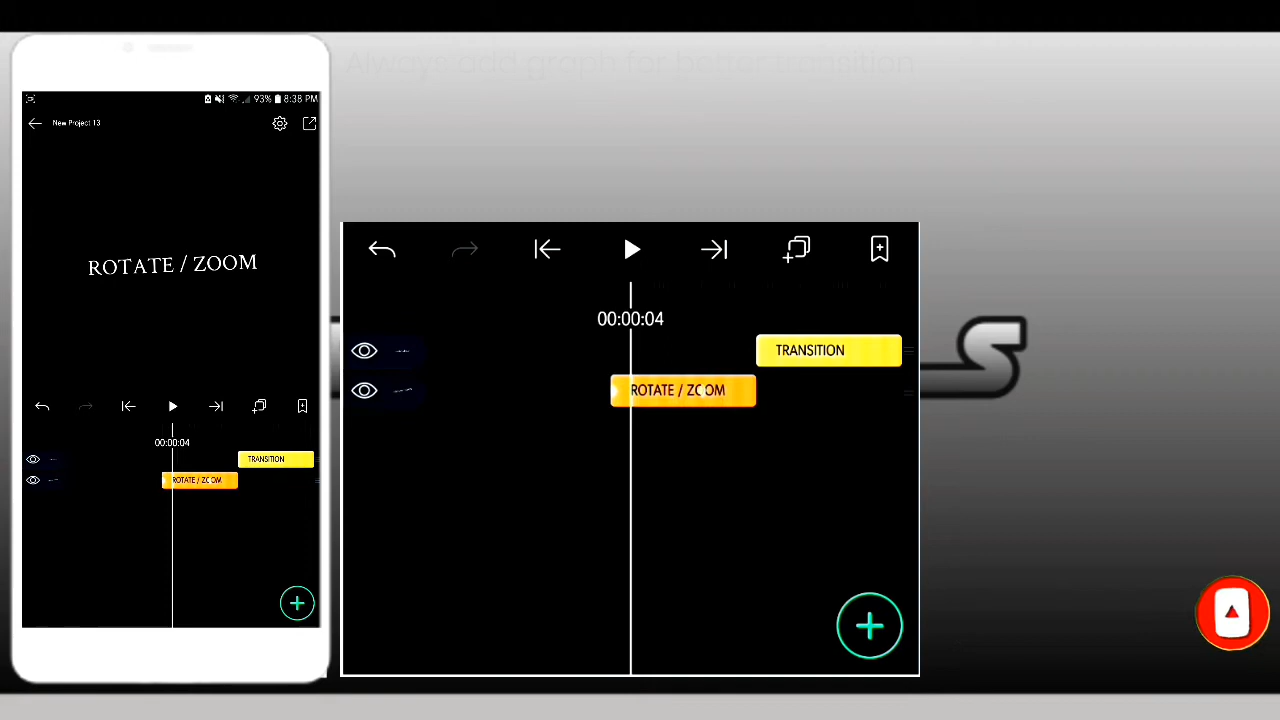 Always add graph for better transition
93% 8:38 PM
New Project 13
ROTATE / ZOOM
00:00:04
TRANSITION
ROTATE / ZOOM
00:00:04
TRANSITION
ROTATE / ZOOM
S